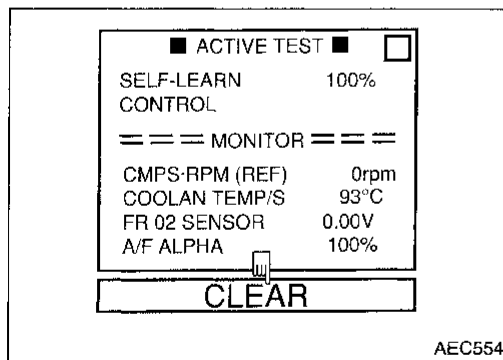 ■ ACTIVE TEST ■
SELF-LEARN 100%
CONTROL
=== MONITOR ===
CMPS·RPM (REF) 0rpm
COOLAN TEMP/S 93°C
FR 02 SENSOR 0.00V
A/F ALPHA 100%
CLEAR
AEC554